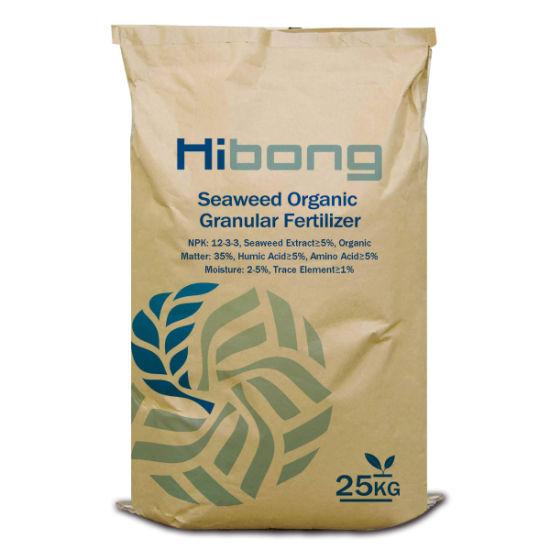 Hibong
Seaweed Organic
Granular Fertilizer
NPK: 12-3-3, Seaweed Extract≥5%, Organic
Matter: 35%, Humic Acid≥5%, Amino Acid≥5%
Moisture: 2-5%, Trace Element≥1%
25KG